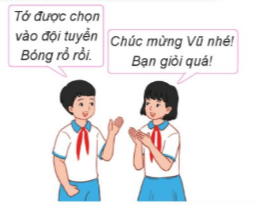 Tớ được chọn
vào đội tuyển
Bóng rổ rồi.
Chúc mừng Vũ nhé!
Bạn giỏi quá!